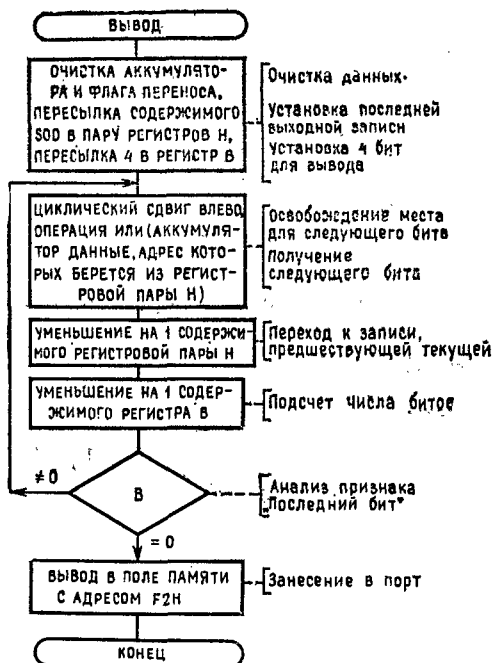 ВЫВОД
ОЧИСТКА АККУМУЛЯТО-
РА И ФЛАГА ПЕРЕНОСА,
ПЕРЕСЫЛКА СОДЕРЖИМОГО
SOD В ПАРУ РЕГИСТРОВ H,
ПЕРЕСЫЛКА 4 В РЕГИСТР B
Очистка данных.
Установка последней
выходной записи
Установка 4 бит
для вывода
ЦИКЛИЧЕСКИЙ СДВИГ ВЛЕВО,
ОПЕРАЦИЯ ИЛИ (АККУМУЛЯ-
ТОР ДАННЫЕ, АДРЕС КОТО-
РЫХ БЕРЕТСЯ ИЗ РЕГИСТ-
РОВОЙ ПАРЫ H)
Освобождение места
для следующего бита
Получение
следующего бита
УМЕНЬШЕНИЕ НА 1 СОДЕРЖИ-
МОГО РЕГИСТРОВОЙ ПАРЫ H
Переход к записи,
предшествующей текущей
УМЕНЬШЕНИЕ НА 1 СОДЕР-
ЖИМОГО РЕГИСТРА B
Подсчет числа битов
≠0
B
Анализ признака
„Последний бит"
=0
ВЫВОД В ПОЛЕ ПАМЯТИ
С АДРЕСОМ F2H
Занесение в порт
КОНЕЦ